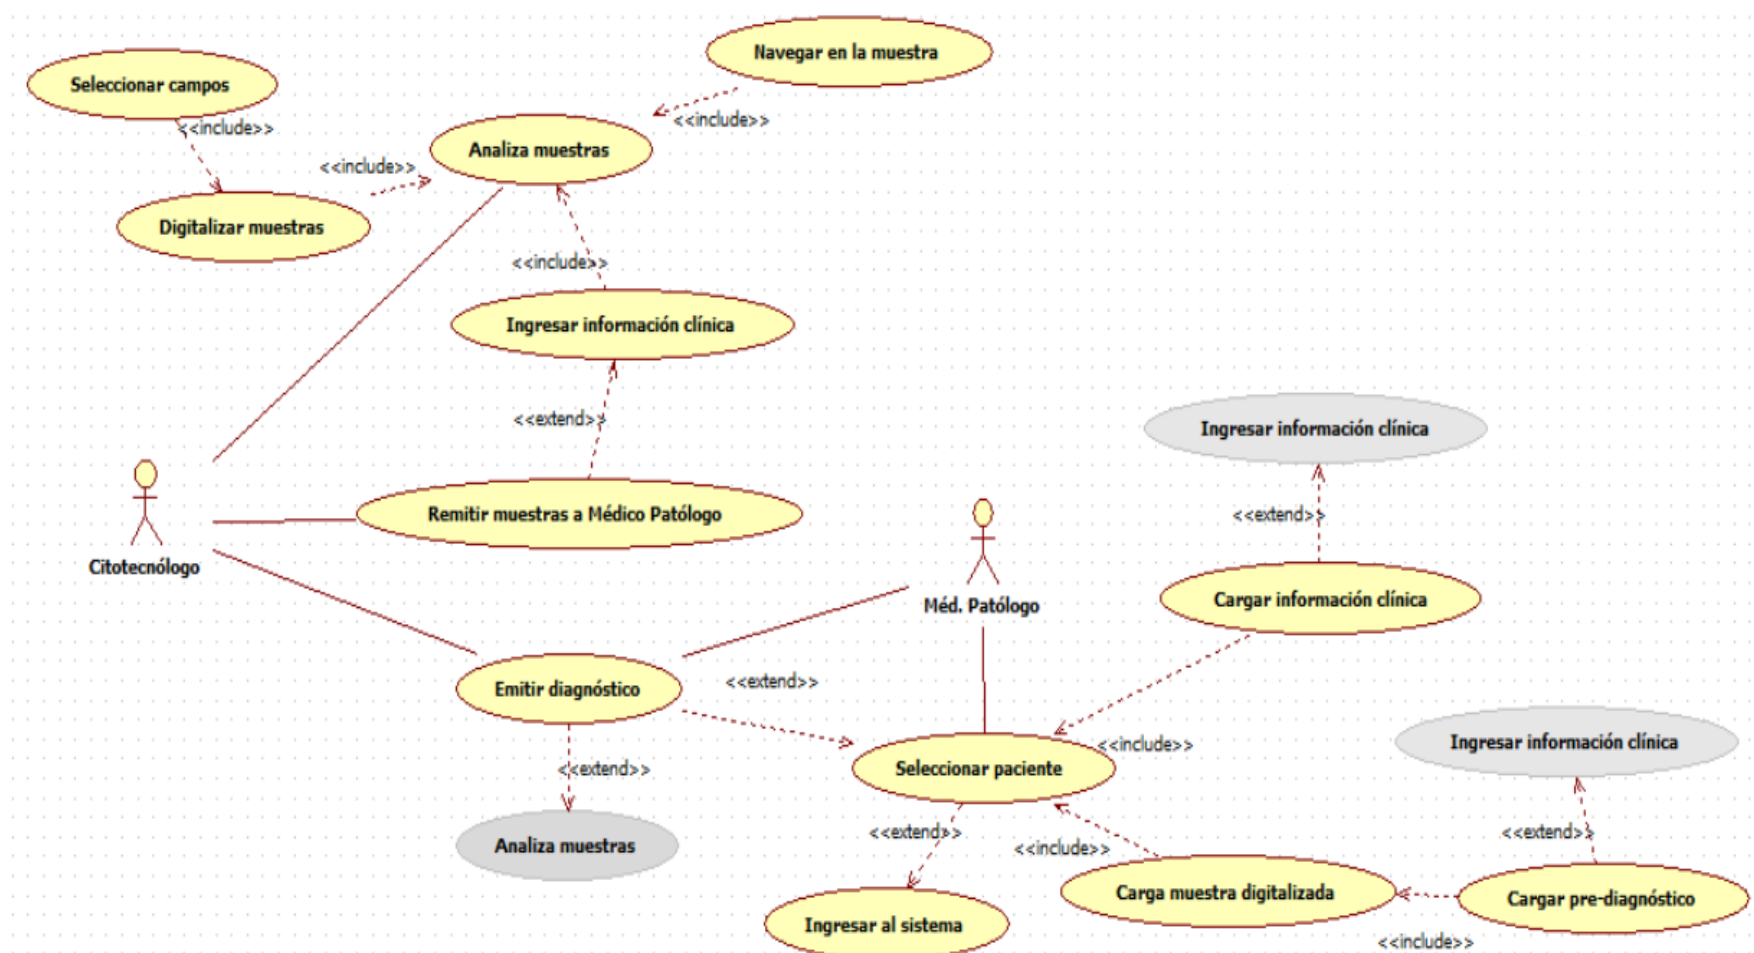 Navegar en la muestra
Seleccionar campos
<<include>>
<<include>>
Analiza muestras
<<include>>
Digitalizar muestras
<<include>>
Ingresar información clínica
<<extend>>
Ingresar información clínica
Remitir muestras a Médico Patólogo
<<extend>>
Citotecnólogo
Méd. Patólogo
Cargar información clínica
Emitir diagnóstico
<<extend>>
<<include>>
Ingresar información clínica
Seleccionar paciente
<<extend>>
<<extend>>
<<extend>>
Analiza muestras
<<include>>
Carga muestra digitalizada
Cargar pre-diagnóstico
Ingresar al sistema
<<include>>